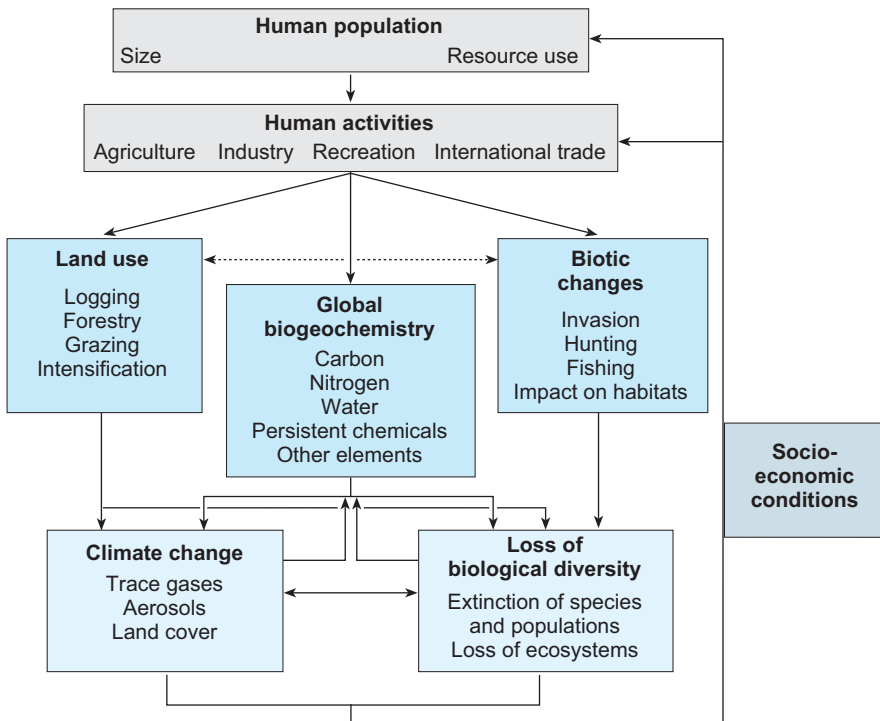 Human population
Size Resource use
Human activities
Agriculture Industry Recreation International trade
Land use
Logging
Forestry
Grazing
Intensification
Global
biogeochemistry
Carbon
Nitrogen
Water
Persistent chemicals
Other elements
Biotic
changes
Invasion
Hunting
Fishing
Impact on habitats
Socio-
economic
conditions
Climate change
Trace gases
Aerosols
Land cover
Loss of
biological diversity
Extinction of species
and populations
Loss of ecosystems